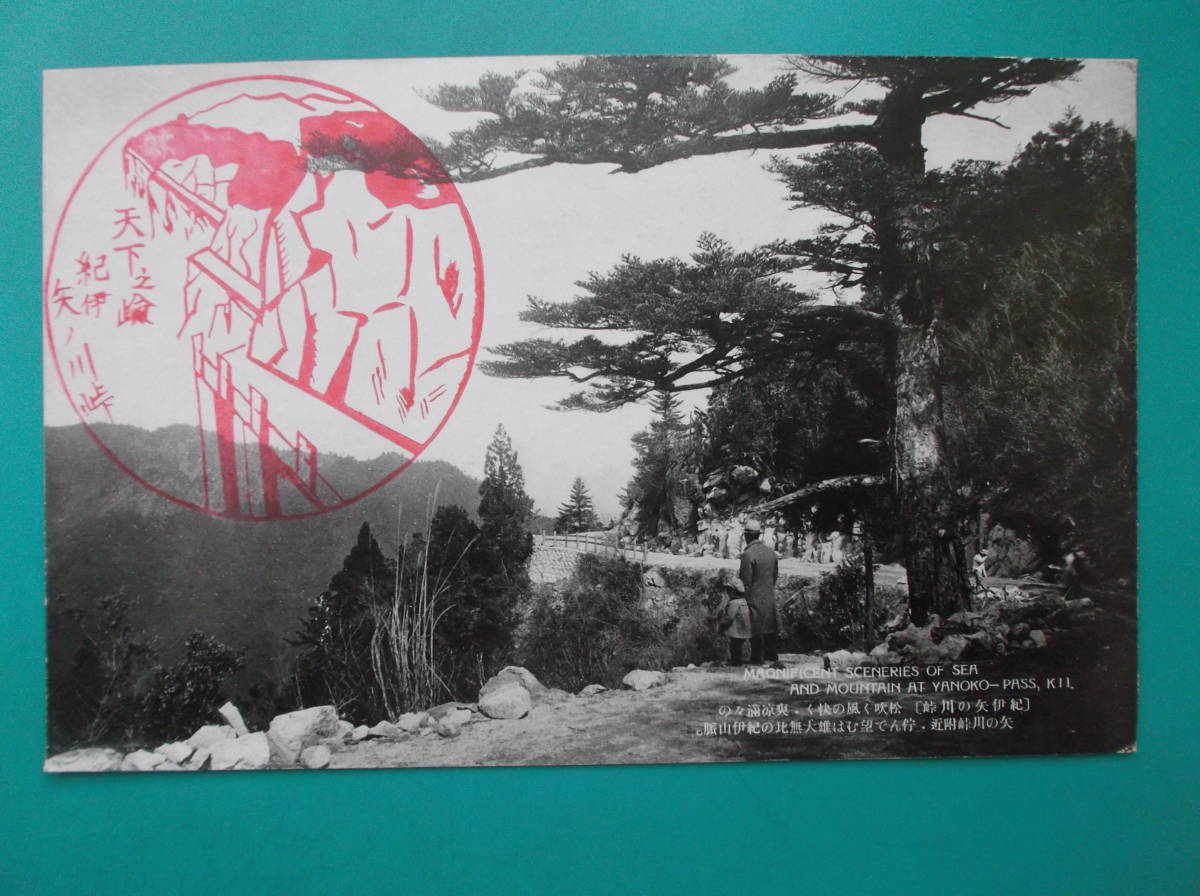 天下之嶮
紀伊
矢ノ川峠
MAGNIFICENT SCENERIES OF SEA
AND MOUNTAIN AT YANOKO-PASS, KII.
〔紀伊矢の川峠〕 松吹く風の快く・爽涼滿々の
矢の川峠附近・佇んで望むは雄大無比の紀伊山脈。